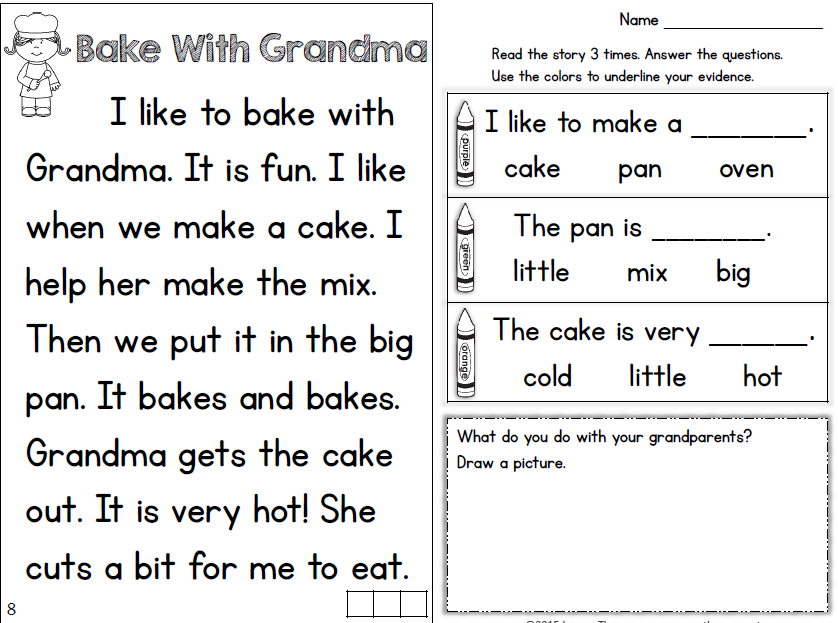 Bake With Grandma
I like to bake with
Grandma. It is fun. I like
when we make a cake. I
help her make the mix.
Then we put it in the big
pan. It bakes and bakes.
Grandma gets the cake
out. It is very hot! She
cuts a bit for me to eat.
8
Name ____________________
Read the story 3 times. Answer the questions.
Use the colors to underline your evidence.
purple
I like to make a ________.
cake pan oven
green
The pan is ________.
little mix big
orange
The cake is very _______.
cold little hot
What do you do with your grandparents?
Draw a picture.